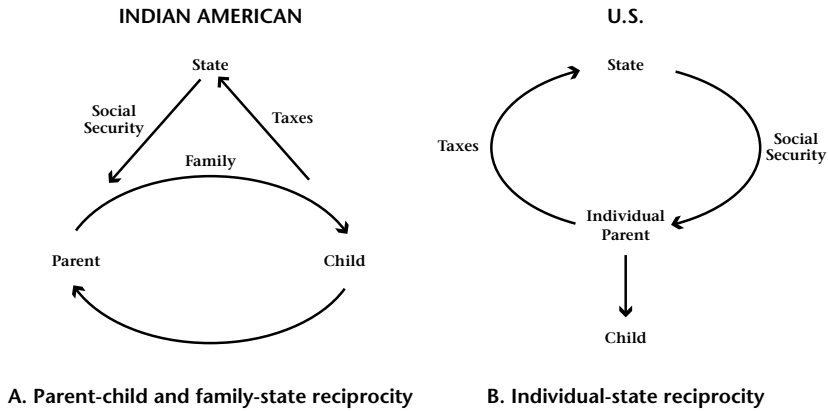 INDIAN AMERICAN
State
Social
Security
Taxes
Family
Parent
Child
A. Parent-child and family-state reciprocity
U.S.
State
Taxes
Social
Security
Individual
Parent
Child
B. Individual-state reciprocity